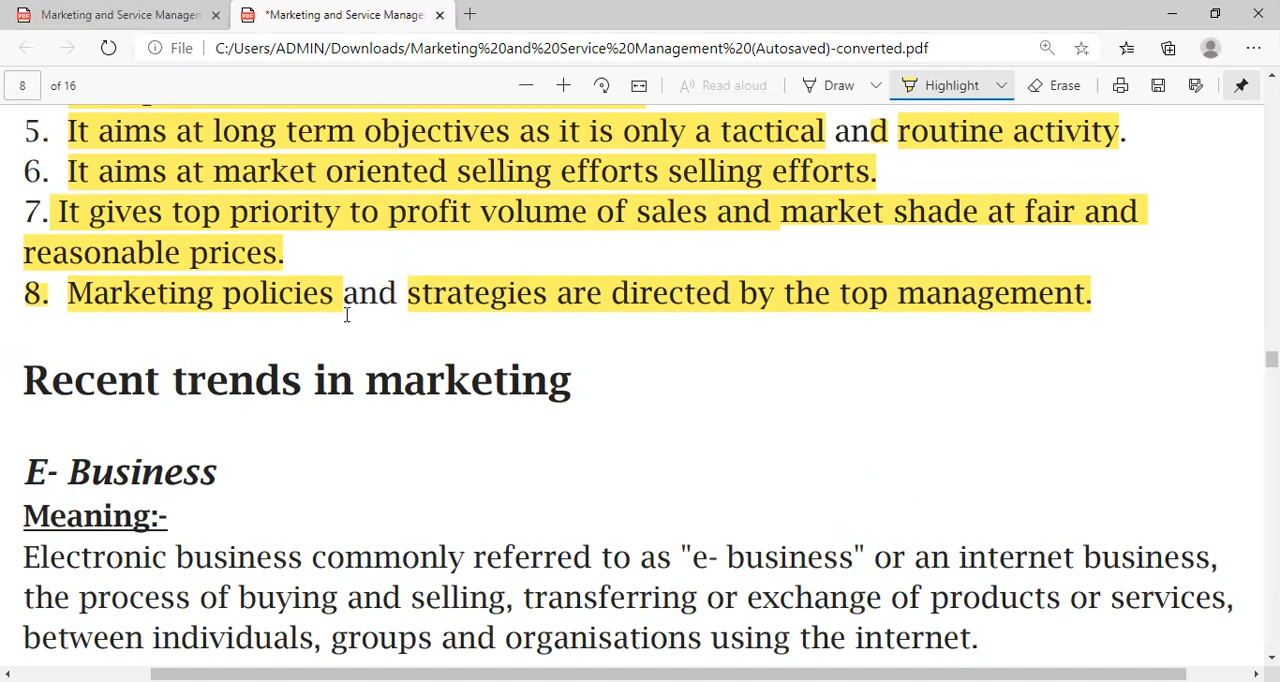 Marketing and Service Managem
*Marketing and Service Manage
File
C:/Users/ADMIN/Downloads/Marketing%20and%20Service%20Management%20(Autosaved)-converted.pdf
8 of 16
Read aloud
Draw
Highlight
Erase
5. It aims at long term objectives as it is only a tactical and routine activity.
6. It aims at market oriented selling efforts selling efforts.
7. It gives top priority to profit volume of sales and market shade at fair and
reasonable prices.
8. Marketing policies and strategies are directed by the top management.
Recent trends in marketing
E- Business
Meaning:-
Electronic business commonly referred to as "e- business" or an internet business,
the process of buying and selling, transferring or exchange of products or services,
between individuals, groups and organisations using the internet.